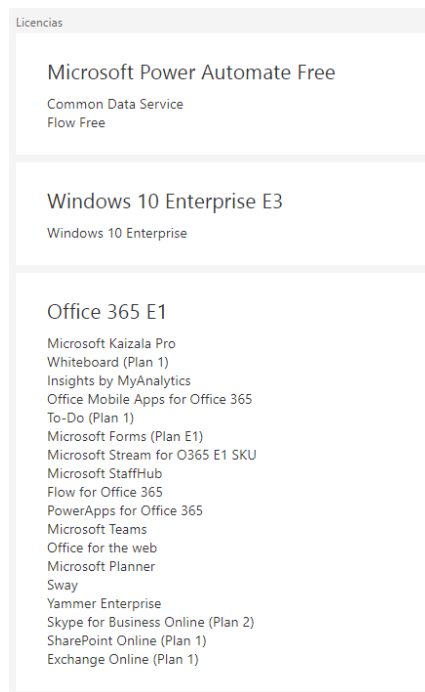 Licencias
Microsoft Power Automate Free
Common Data Service
Flow Free
Windows 10 Enterprise E3
Windows 10 Enterprise
Office 365 E1
Microsoft Kaizala Pro
Whiteboard (Plan 1)
Insights by MyAnalytics
Office Mobile Apps for Office 365
To-Do (Plan 1)
Microsoft Forms (Plan E1)
Microsoft Stream for O365 E1 SKU
Microsoft StaffHub
Flow for Office 365
PowerApps for Office 365
Microsoft Teams
Office for the web
Microsoft Planner
Sway
Yammer Enterprise
Skype for Business Online (Plan 2)
SharePoint Online (Plan 1)
Exchange Online (Plan 1)